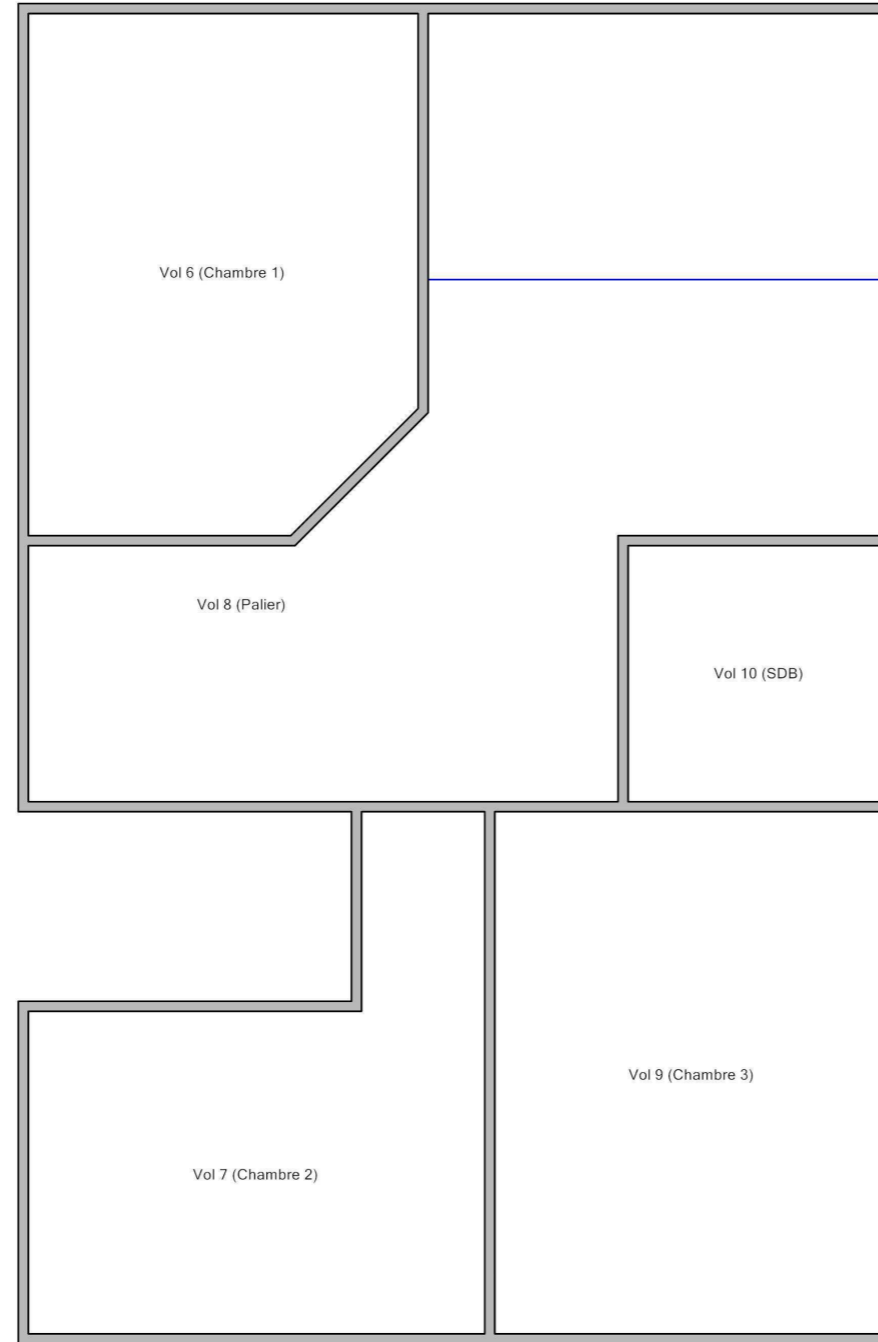 Vol 6 (Chambre 1)
Vol 8 (Palier)
Vol 10 (SDB)
Vol 9 (Chambre 3)
Vol 7 (Chambre 2)